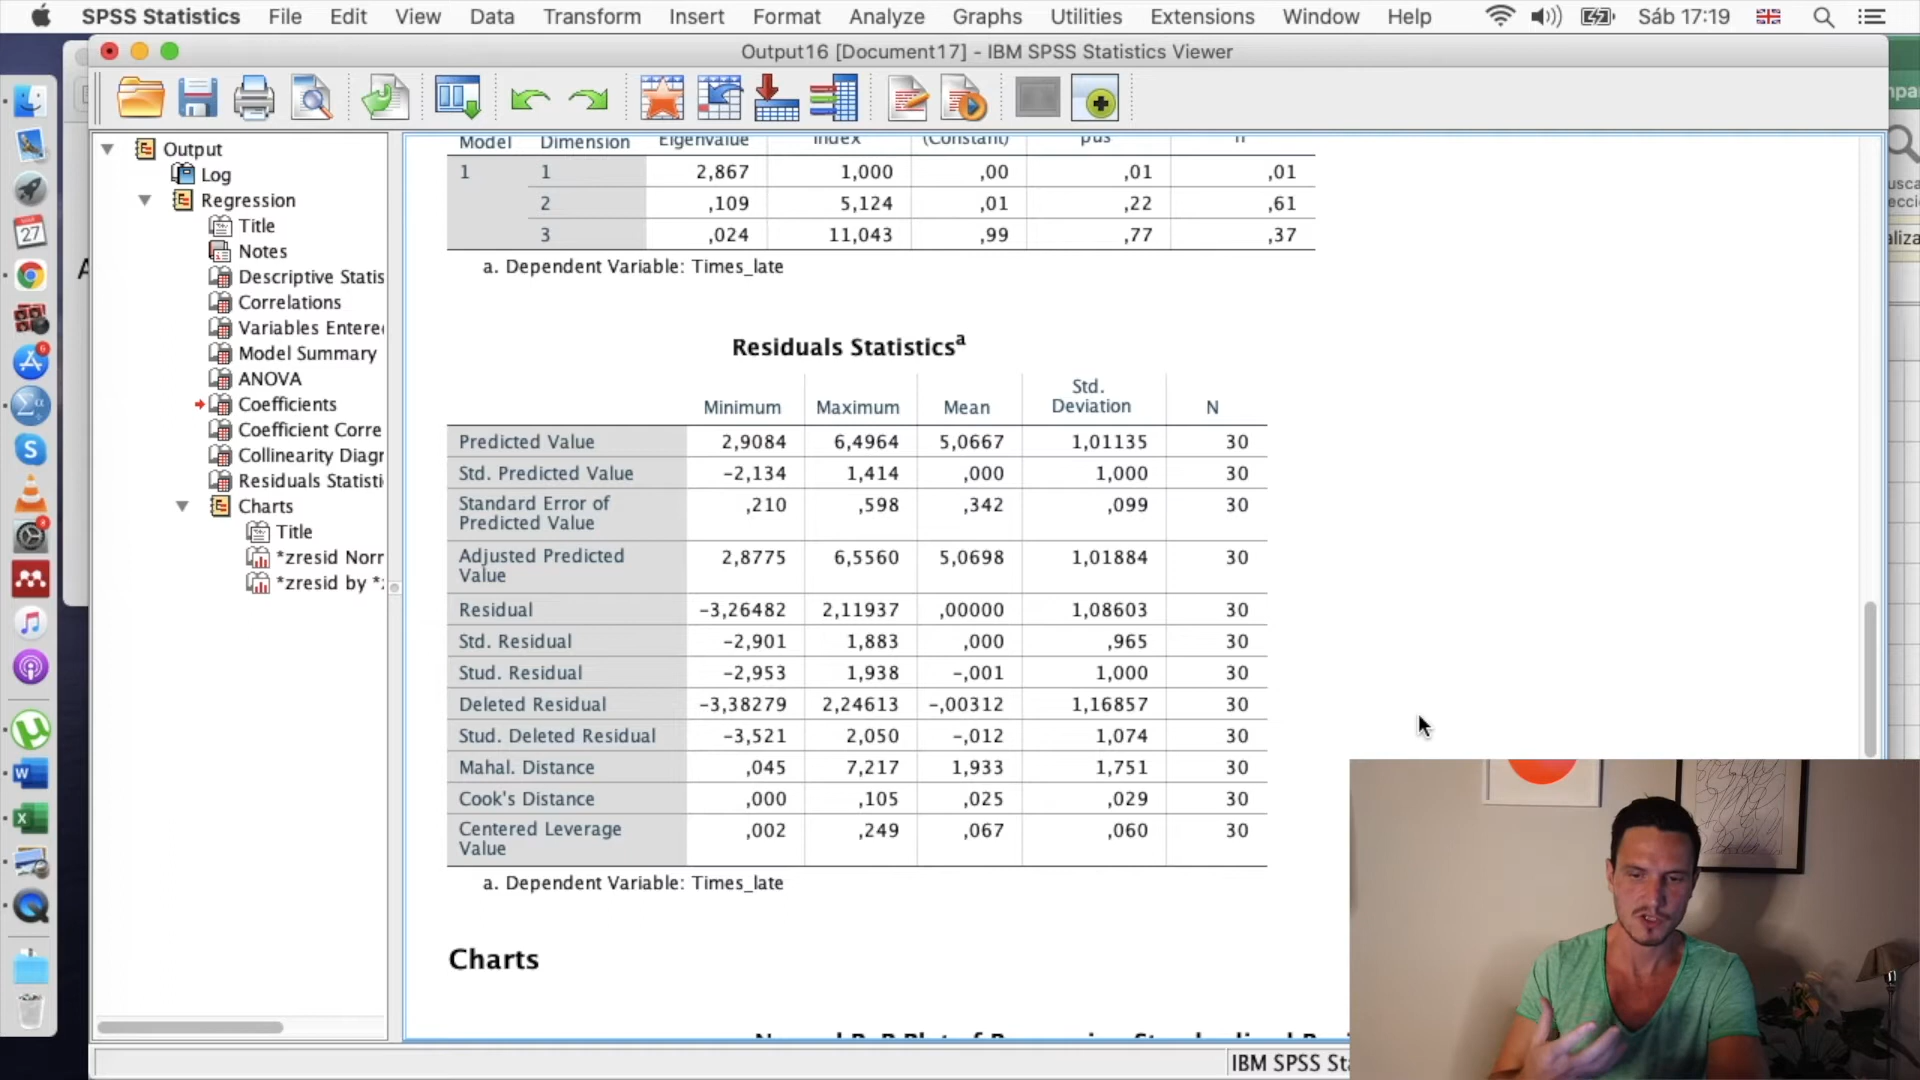 SPSS Statistics File Edit View Data Transform Insert Format Analyze Graphs Utilities Extensions Window Help Sáb 17:19
Output16 [Document17] - IBM SPSS Statistics Viewer
Output
Log
Regression
Title
Notes
Descriptive Statis
Correlations
Variables Entere
Model Summary
ANOVA
Coefficients
Coefficient Corre
Collinearity Diagr
Residuals Statisti
Charts
Title
*zresid Norr
*zresid by *
Model Dimension Eigenvalue Index (Constant)
1 1 2,867 1,000 ,00 ,01 ,01
2 ,109 5,124 ,01 ,22 ,61
3 ,024 11,043 ,99 ,77 ,37
a. Dependent Variable: Times_late
Residuals Statisticsa
Minimum Maximum Mean Std. Deviation N
Predicted Value 2,9084 6,4964 5,0667 1,01135 30
Std. Predicted Value -2,134 1,414 ,000 1,000 30
Standard Error of Predicted Value ,210 ,598 ,342 ,099 30
Adjusted Predicted Value 2,8775 6,5560 5,0698 1,01884 30
Residual -3,26482 2,11937 ,00000 1,08603 30
Std. Residual -2,901 1,883 ,000 ,965 30
Stud. Residual -2,953 1,938 -,001 1,000 30
Deleted Residual -3,38279 2,24613 -,00312 1,16857 30
Stud. Deleted Residual -3,521 2,050 -,012 1,074 30
Mahal. Distance ,045 7,217 1,933 1,751 30
Cook's Distance ,000 ,105 ,025 ,029 30
Centered Leverage Value ,002 ,249 ,067 ,060 30
a. Dependent Variable: Times_late
Charts
IBM SPSS Sta